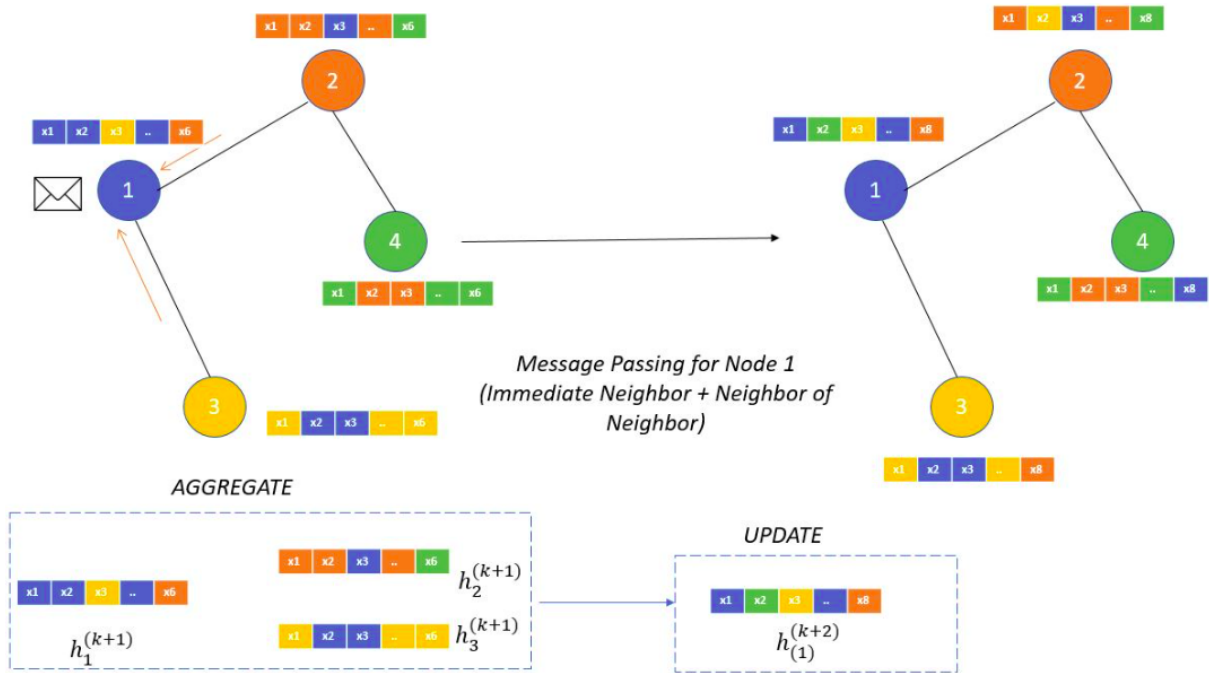 x1 x2 x3 .. x6
2
x1 x2 x3 .. x6
1
4
x1 x2 x3 .. x6
3
x1 x2 x3 .. x6
x1 x2 x3 .. x8
2
x1 x2 x3 .. x8
1
4
x1 x2 x3 .. x8
3
x1 x2 x3 .. x8
Message Passing for Node 1
(Immediate Neighbor + Neighbor of
Neighbor)
AGGREGATE
x1 x2 x3 .. x6
h_1^{(k+1)}
x1 x2 x3 .. x6
h_2^{(k+1)}
x1 x2 x3 .. x6
h_3^{(k+1)}
UPDATE
x1 x2 x3 .. x8
h_{(1)}^{(k+2)}